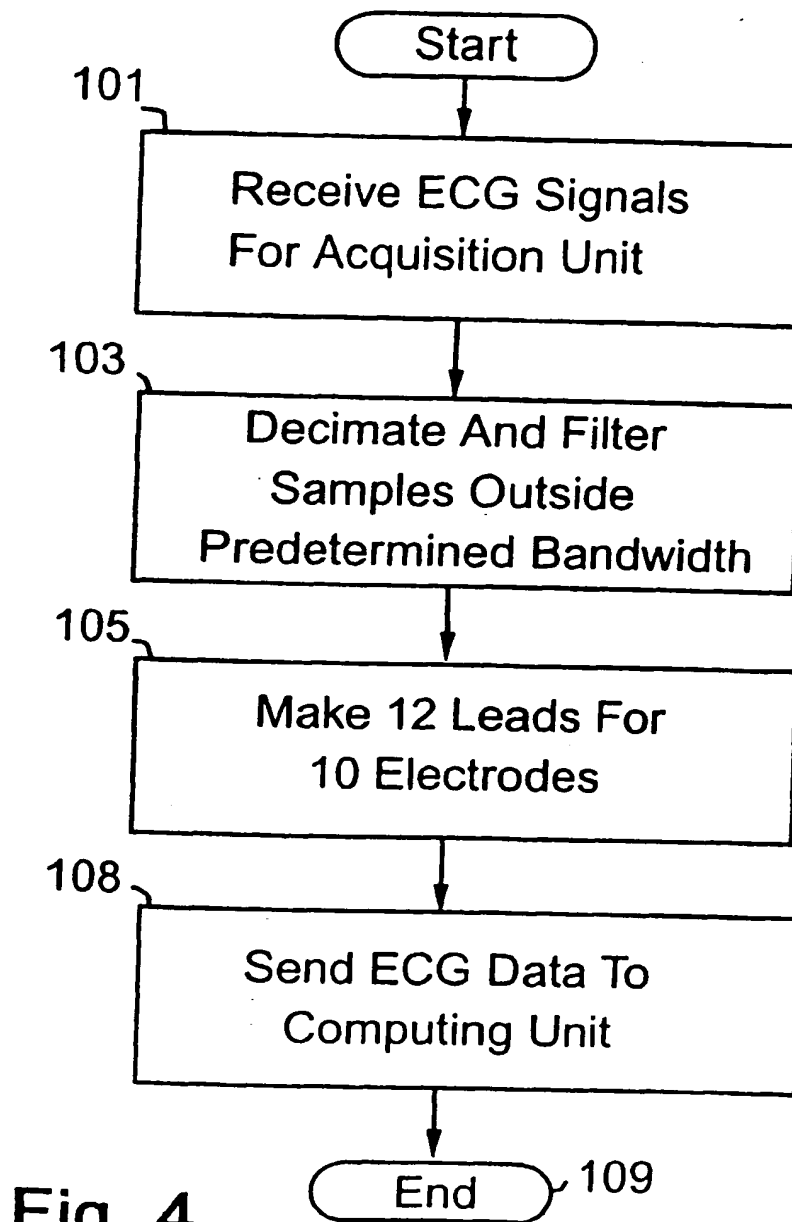 Start
101
Receive ECG Signals
For Acquisition Unit
103
Decimate And Filter
Samples Outside
Predetermined Bandwidth
105
Make 12 Leads For
10 Electrodes
108
Send ECG Data To
Computing Unit
End
109
Fig. 4